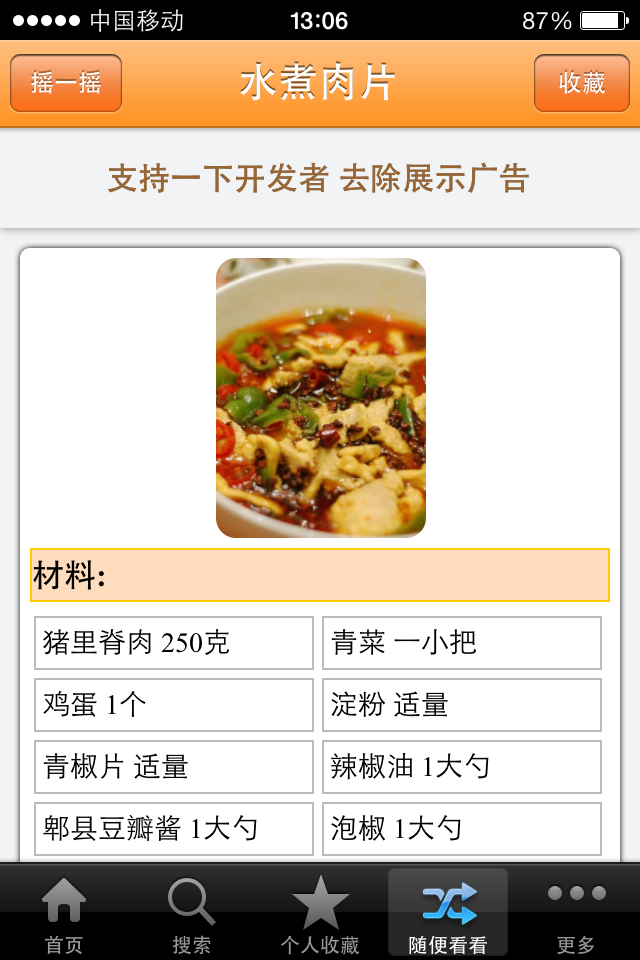 中国移动 13:06 87%
摇一摇 水煮肉片 收藏
支持一下开发者 去除展示广告
材料:
猪里脊肉 250克 青菜 一小把
鸡蛋 1个 淀粉 适量
青椒片 适量 辣椒油 1大勺
郫县豆瓣酱 1大勺 泡椒 1大勺
首页 搜索 个人收藏 随便看看 更多